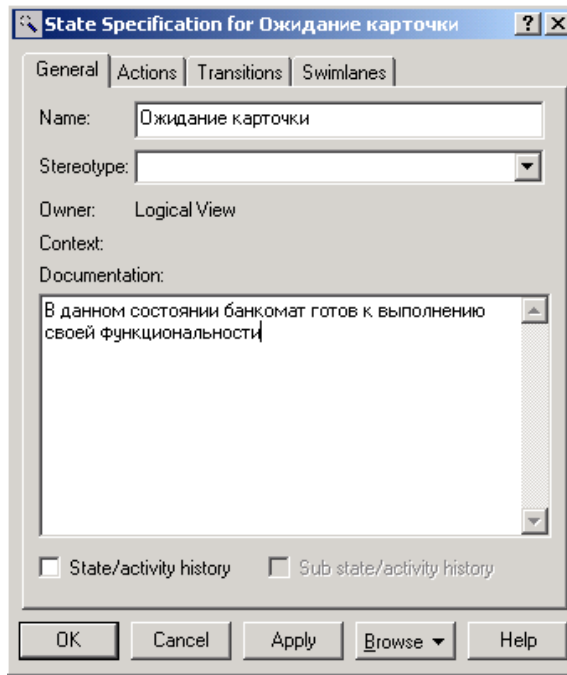 State Specification for Ожидание карточки
General Actions Transitions Swimlanes
Name: Ожидание карточки
Stereotype:
Owner: Logical View
Context:
Documentation:
В данном состоянии банкомат готов к выполнению
своей функциональности
State/activity history Sub state/activity history
OK Cancel Apply Browse Help